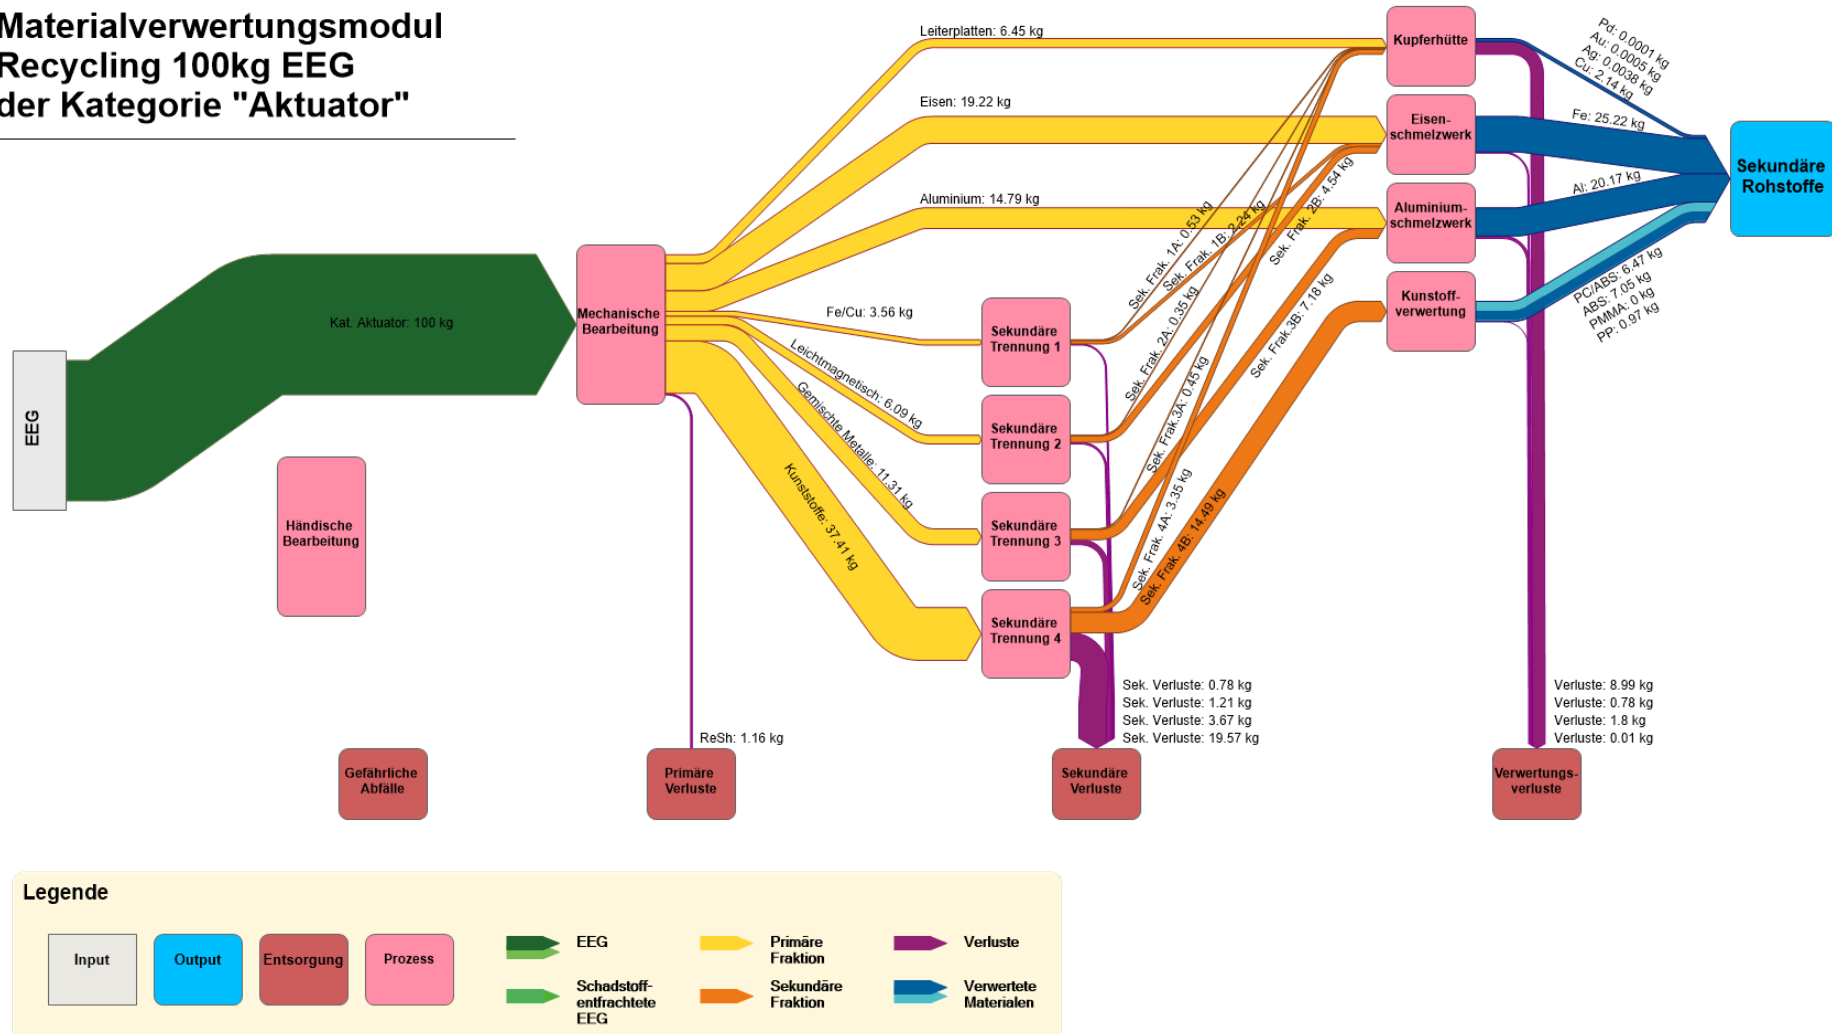 Materialverwertungsmodul
Recycling 100kg EEG
der Kategorie "Aktuator"
EEG
Kat. Aktuator: 100 kg
Händische
Bearbeitung
Mechanische
Bearbeitung
Leiterplatten: 6.45 kg
Eisen: 19.22 kg
Aluminium: 14.79 kg
Fe/Cu: 3.56 kg
Leichtmagnetisch: 6.09 kg
Gemischte Metalle: 11.31 kg
Kunststoffe: 37.41 kg
Sekundäre
Trennung 1
Sekundäre
Trennung 2
Sekundäre
Trennung 3
Sekundäre
Trennung 4
Sek. Frak. 1A: 0.53 kg
Sek. Frak. 1B: 2.24 kg
Sek. Frak. 2A: 0.35 kg
Sek. Frak. 2B: 4.54 kg
Sek. Frak.3A: 0.45 kg
Sek. Frak.3B: 7.18 kg
Sek. Frak. 4A: 3.35 kg
Sek. Frak. 4B: 14.49 kg
Kupferhütte
Eisen-
schmelzwerk
Aluminium-
schmelzwerk
Kunstoff-
verwertung
Pd: 0.0001 kg
Au: 0.0005 kg
Ag: 0.0038 kg
Cu: 2.14 kg
Fe: 25.22 kg
Al: 20.17 kg
PC/ABS: 6.47 kg
ABS: 7.05 kg
PMMA: 0 kg
PP: 0.97 kg
Sekundäre
Rohstoffe
ReSh: 1.16 kg
Sek. Verluste: 0.78 kg
Sek. Verluste: 1.21 kg
Sek. Verluste: 3.67 kg
Sek. Verluste: 19.57 kg
Verluste: 8.99 kg
Verluste: 0.78 kg
Verluste: 1.8 kg
Verluste: 0.01 kg
Gefährliche
Abfälle
Primäre
Verluste
Sekundäre
Verluste
Verwertungs-
verluste
Legende
Input
Output
Entsorgung
Prozess
EEG
Schadstoff-
entfrachtete
EEG
Primäre
Fraktion
Sekundäre
Fraktion
Verluste
Verwertete
Materialen